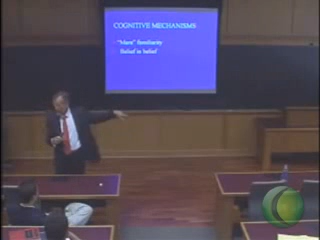 COGNITIVE MECHANISMS
"Mere" familiarity
Belief in belief